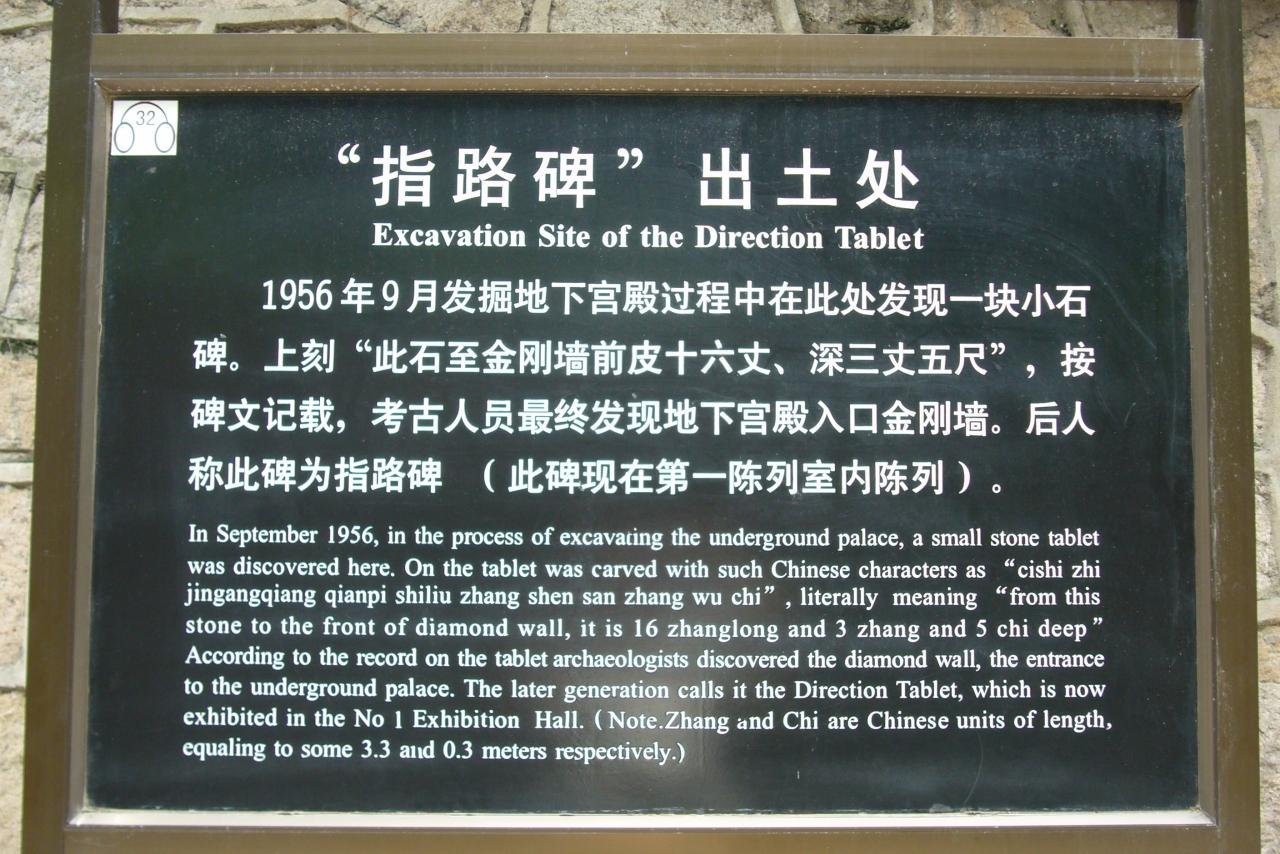 32
“指路碑” 出土处
Excavation Site of the Direction Tablet
1956年9月发掘地下宫殿过程中在此处发现一块小石
碑。上刻“此石至金刚墙前皮十六丈、深三丈五尺”，按
碑文记载，考古人员最终发现地下宫殿入口金刚墙。后人
称此碑为指路碑 （此碑现在第一陈列室内陈列）。
In September 1956, in the process of excavating the underground palace, a small stone tablet
was discovered here. On the tablet was carved with such Chinese characters as “cishi zhi
jingangqiang qianpi shiliu zhang shen san zhang wu chi”, literally meaning “from this
stone to the front of diamond wall, it is 16 zhanglong and 3 zhang and 5 chi deep”
According to the record on the tablet archaeologists discovered the diamond wall, the entrance
to the underground palace. The later generation calls it the Direction Tablet, which is now
exhibited in the No 1 Exhibition Hall. (Note.Zhang and Chi are Chinese units of length,
equaling to some 3.3 and 0.3 meters respectively.)